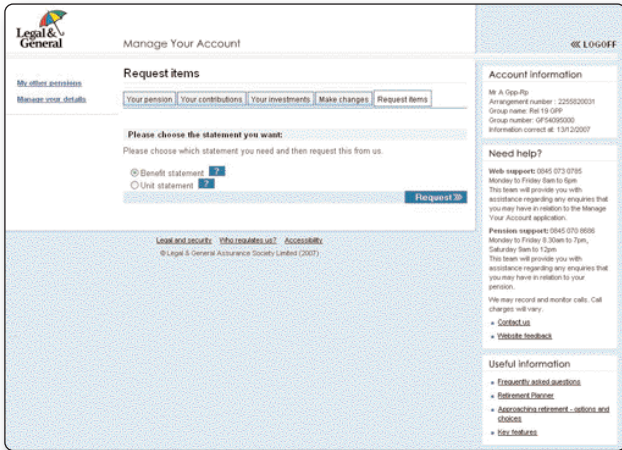 Legal &
General
Manage Your Account
LOGOFF
My other pensions
Manage your details
Request items
Your pension
Your contributions
Your investments
Make changes
Request items
Please choose the statement you want:
Please choose which statement you need and then request this from us.
Benefit statement ?
Unit statement ?
Request
Legal and security Who regulates us? Accessibility
© Legal & General Assurance Society Limited (2007)
Account information
Mr A Gpp-Rp
Arrangement number : 2255820031
Group name: Rel 19 GPP
Group number: GF54095000
Information correct at: 13/12/2007
Need help?
Web support: 0845 073 0785
Monday to Friday 8am to 6pm
This team will provide you with
assistance regarding any enquiries that
you may have in relation to the Manage
Your Account application.
Pension support: 0845 070 8686
Monday to Friday 8.30am to 7pm,
Saturday 9am to 12pm
This team will provide you with
assistance regarding any enquiries that
you may have in relation to your
pension.
We may record and monitor calls. Call
charges will vary.
Contact us
Website feedback
Useful information
Frequently asked questions
Retirement Planner
Approaching retirement - options and
choices
Key features